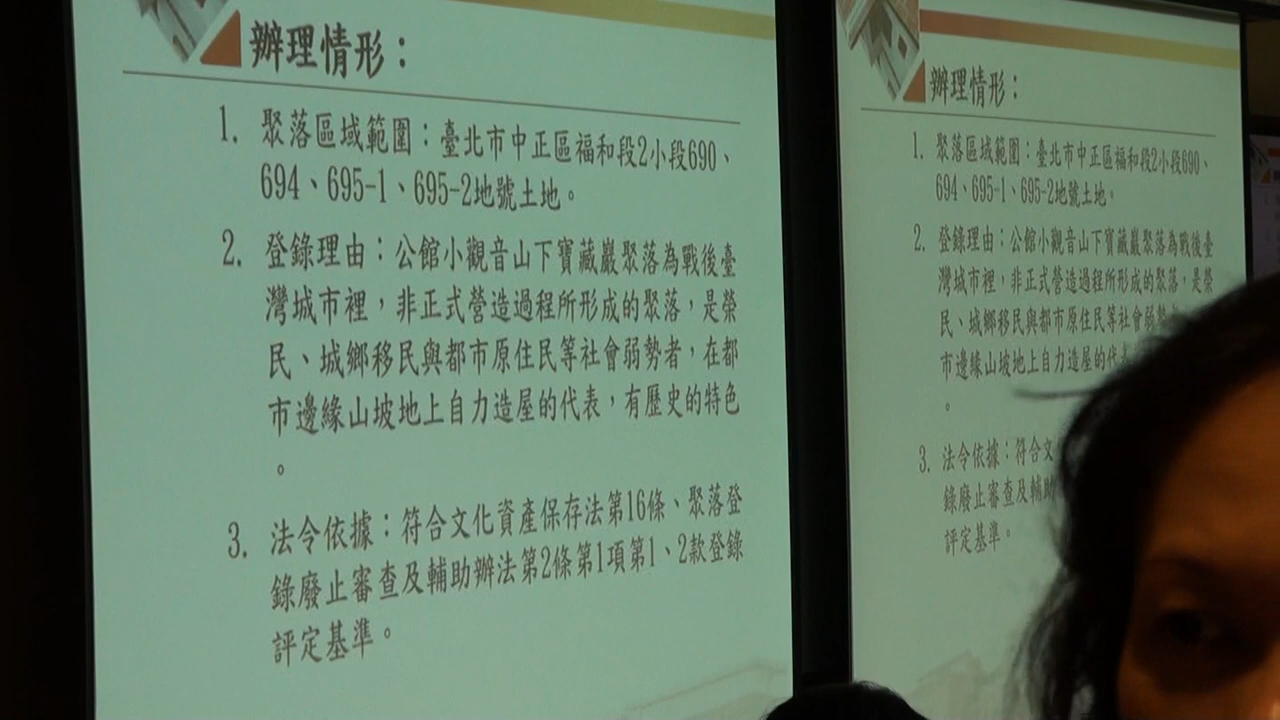 辦理情形：
1. 聚落區域範圍：臺北市中正區福和段2小段690、
694、695-1、695-2地號土地。
2. 登錄理由：公館小觀音山下寶藏巖聚落為戰後臺
灣城市裡，非正式營造過程所形成的聚落，是榮
民、城鄉移民與都市原住民等社會弱勢者，在都
市邊緣山坡地上自力造屋的代表，有歷史的特色
。
3. 法令依據：符合文化資產保存法第16條、聚落登
錄廢止審查及輔助辦法第2條第1項第1、2款登錄
評定基準。
辦理情形：
1. 聚落區域範圍：臺北市中正區福和段2小段690、
694、695-1、695-2地號土地。
2. 登錄理由：公館小觀音山下寶藏巖聚落為戰後臺
灣城市裡，非正式營造過程所形成的聚落，是榮
民、城鄉移民與都市原住民等社會弱
市邊緣山坡地上自力造屋的代
。
3. 法令依據：符合文
錄廢止審查及輔助
評定基準。